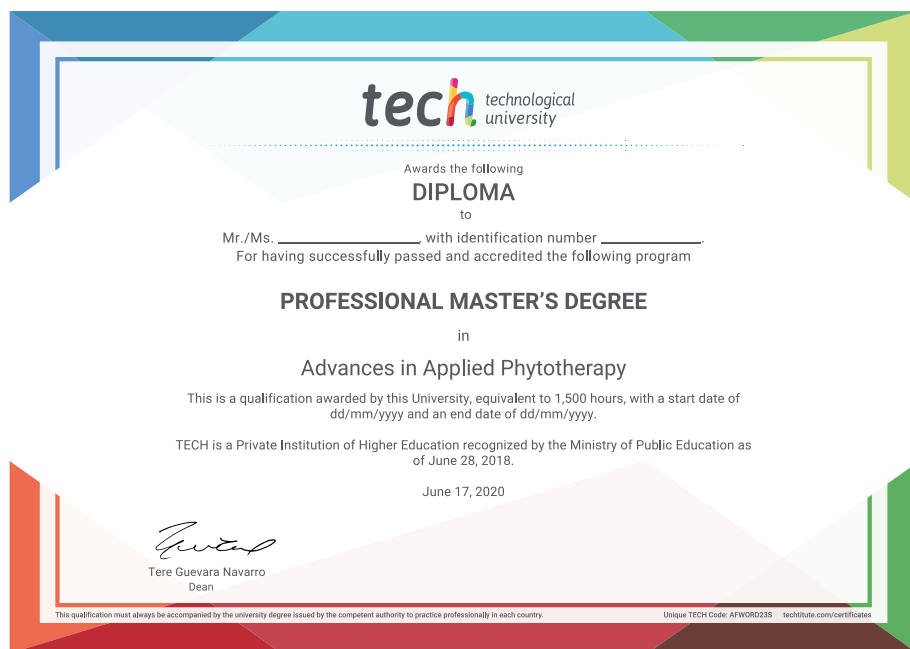 tech technological
university
Awards the following
DIPLOMA
to
Mr./Ms. ____________________, with identification number ______________.
For having successfully passed and accredited the following program
PROFESSIONAL MASTER'S DEGREE
in
Advances in Applied Phytotherapy
This is a qualification awarded by this University, equivalent to 1,500 hours, with a start date of
dd/mm/yyyy and an end date of dd/mm/yyyy.
TECH is a Private Institution of Higher Education recognized by the Ministry of Public Education as
of June 28, 2018.
June 17, 2020
Tere Guevara Navarro
Dean
This qualification must always be accompanied by the university degree issued by the competent authority to practice professionally in each country. Unique TECH Code: AFWORD23S techtitute.com/certificates